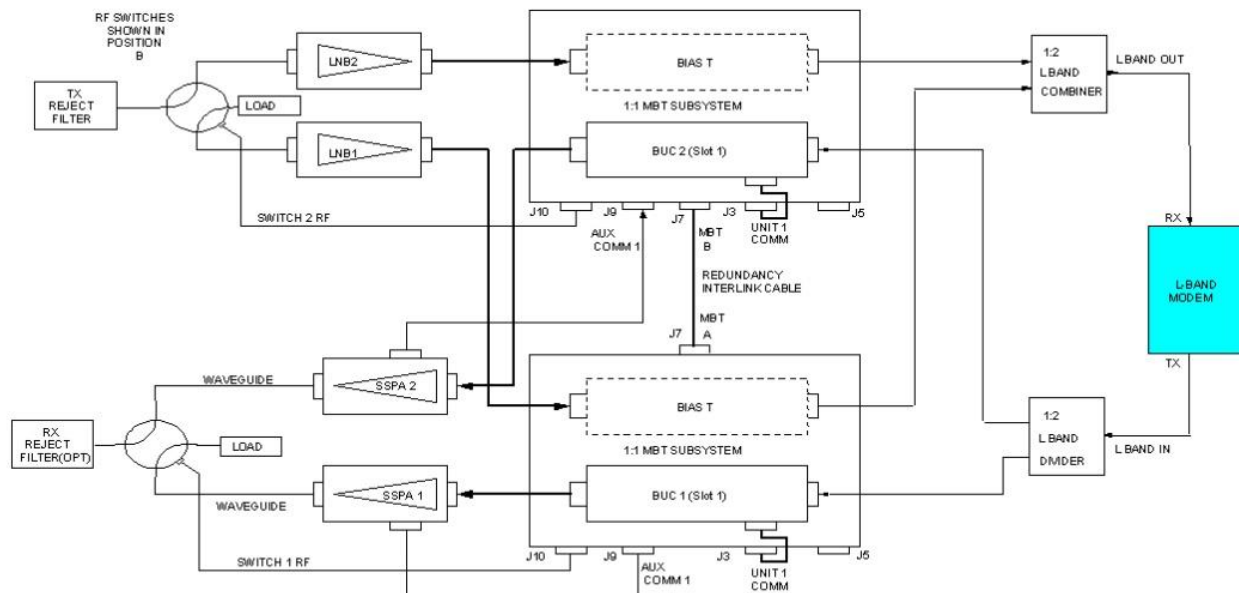 RF SWITCHES
SHOWN IN
POSITION
B
TX
REJECT
FILTER
LOAD
LNB2
LNB1
BIAS T
1:1 MBT SUBSYSTEM
BUC 2 (Slot 1)
1:2
L BAND
COMBINER
L BAND OUT
SWITCH 2 RF
J10
J9
J7
J3
J5
AUX
COMM 1
MBT
B
UNIT 1
COMM
REDUNDANCY
INTERLINK CABLE
RX
L-BAND
MODEM
TX
J7
MBT
A
WAVEGUIDE
SSPA 2
RX
REJECT
FILTER(OPT)
LOAD
WAVEGUIDE
SSPA 1
BIAS T
1:1 MBT SUBSYSTEM
BUC 1 (Slot 1)
1:2
L BAND
DIVIDER
L BAND IN
SWITCH 1 RF
J10
J9
J3
J5
AUX
COMM 1
UNIT 1
COMM